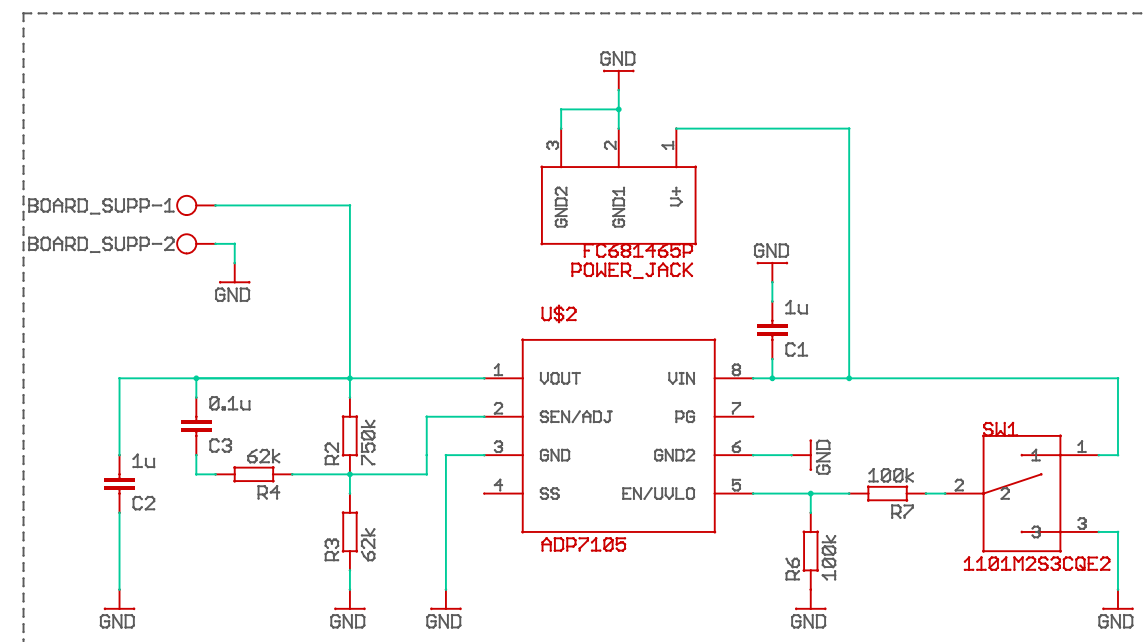 GND
3
2
1
GND2
GND1
V+
BOARD_SUPP-1
BOARD_SUPP-2
FC681465P
POWER_JACK
GND
GND
U$2
1u
C1
1
VOUT
VIN
8
0.1u
2
SEN/ADJ
PG
7
C3
R2
750k
SW1
1
1
62k
R4
3
GND
GND2
6
GND
1u
C2
4
SS
EN/UVLO
5
100k
R7
2
2
R3
62k
ADP7105
R6
100k
3
3
1101M2S3CQE2
GND
GND
GND
GND
GND